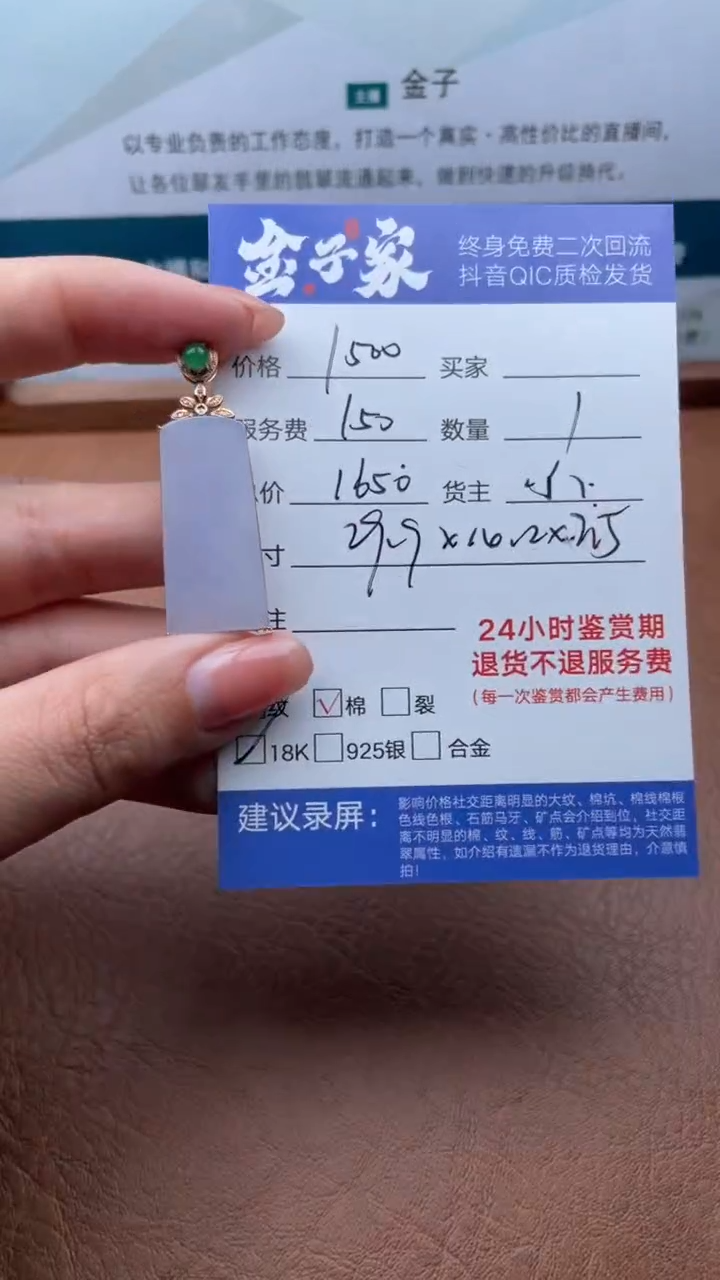 主播 金子
以专业负责的工作态度，打造一个真实·高性价比的直播间，
让各位翠友手里的翡翠流通起来，做到快速的升级换代。
金子家
终身免费二次回流
抖音QIC质检发货
价格 1500 买家
服务费 150 数量 1
价 1650 货主
寸 29.9×16.2×
注
24小时鉴赏期
退货不退服务费
（每一次鉴赏都会产生费用）
纹 棉 裂
18K 925银 合金
建议录屏：
影响价格社交距离明显的大纹、棉坑、棉线棉根
色线色根、石筋马牙、矿点会介绍到位，社交距
离不明显的棉、纹、线、筋、矿点等均为天然翡
翠属性，如介绍有遗漏不作为退货理由，介意慎
拍！